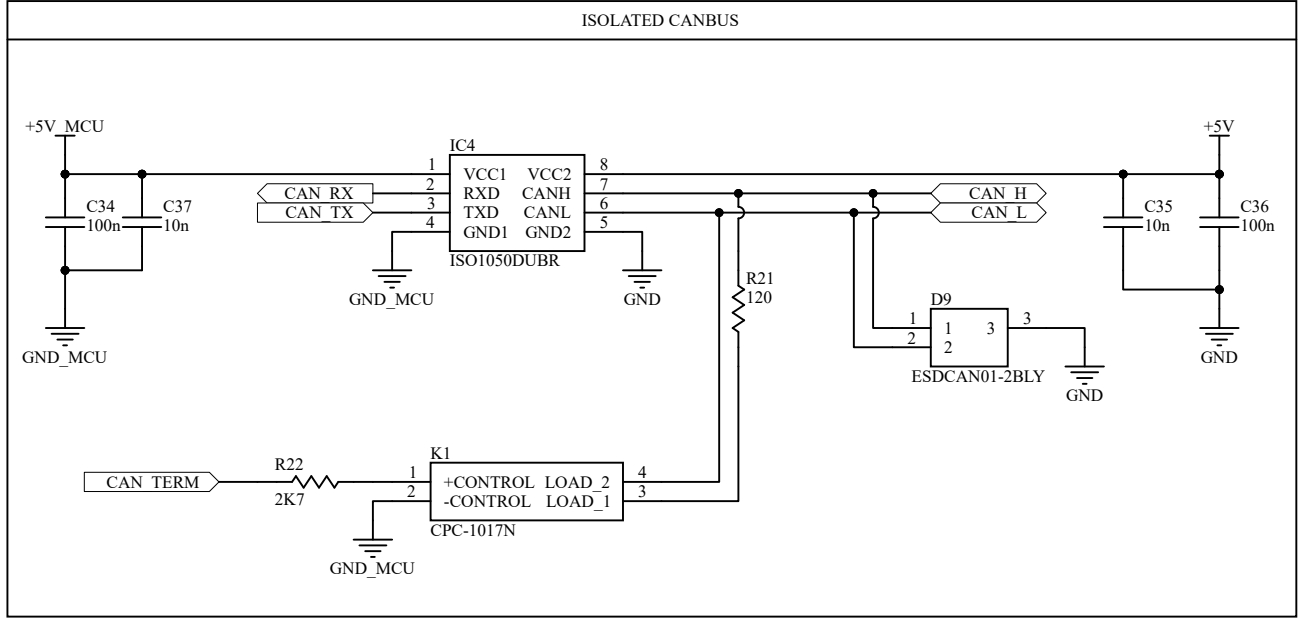 ISOLATED CANBUS
+5V_MCU
+5V
IC4
1 VCC1 VCC2 8
CAN_RX 2 RXD CANH 7 CAN_H
CAN_TX 3 TXD CANL 6 CAN_L
4 GND1 GND2 5
ISO1050DUBR
C34
100n
C37
10n
C35
10n
C36
100n
GND_MCU
GND
GND_MCU
R21
120
D9
1 1 3 3
2 2
ESDCAN01-2BLY
GND
GND
K1
CAN_TERM
R22
2K7
1 +CONTROL LOAD_2 4
2 -CONTROL LOAD_1 3
CPC-1017N
GND_MCU